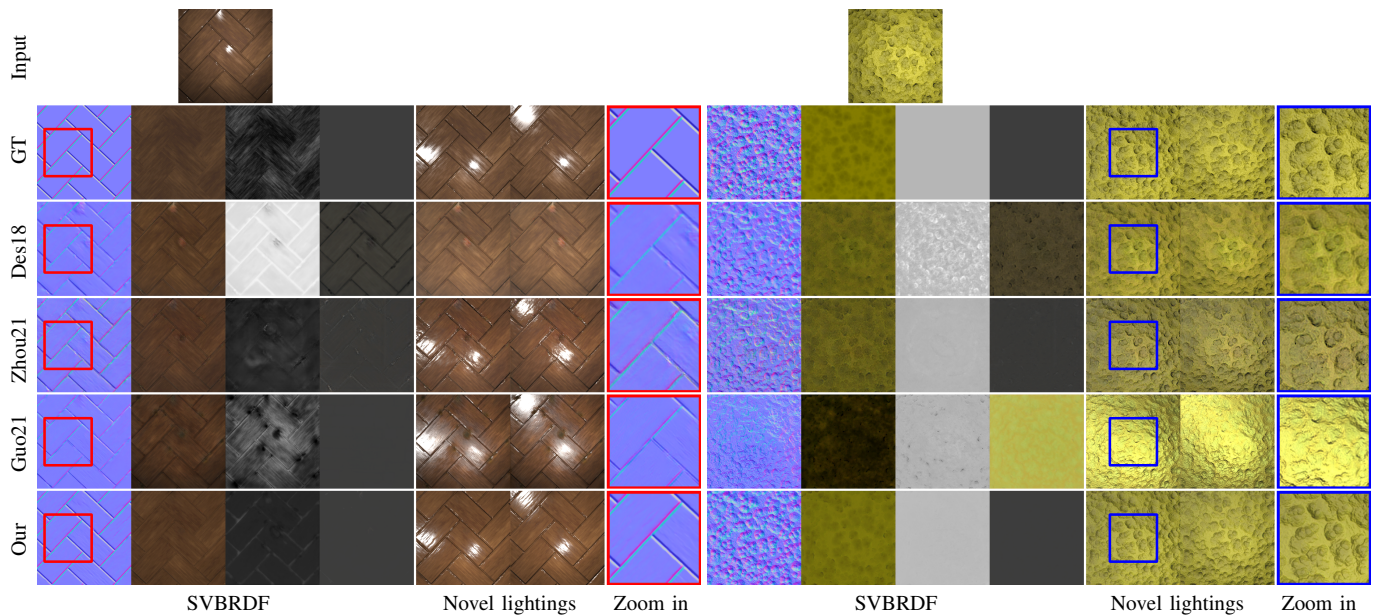 Input
GT
Des18
Zhou21
Guo21
Our
SVBRDF Novel lightings Zoom in SVBRDF Novel lightings Zoom in